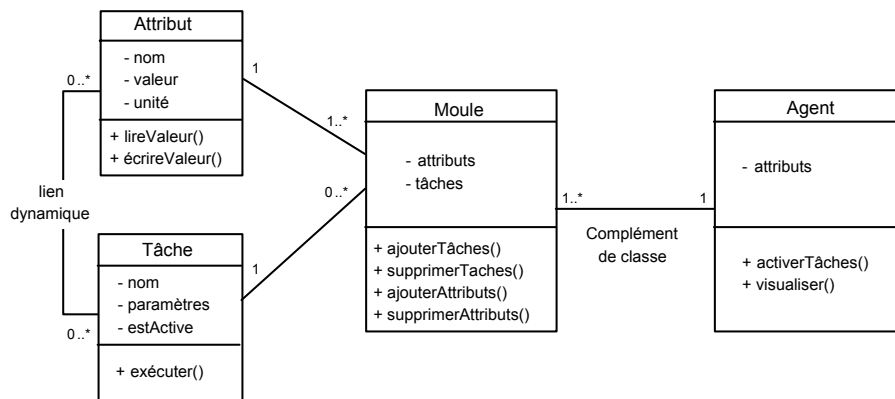 Attribut
- nom
- valeur
- unité
+ lireValeur()
+ écrireValeur()
0..*
1
1..*
lien
dynamique
Tâche
- nom
- paramètres
- estActive
+ exécuter()
0..*
1
0..*
Moule
- attributs
- tâches
+ ajouterTâches()
+ supprimerTaches()
+ ajouterAttributs()
+ supprimerAttributs()
1..*
1
Complément
de classe
Agent
- attributs
+ activerTâches()
+ visualiser()